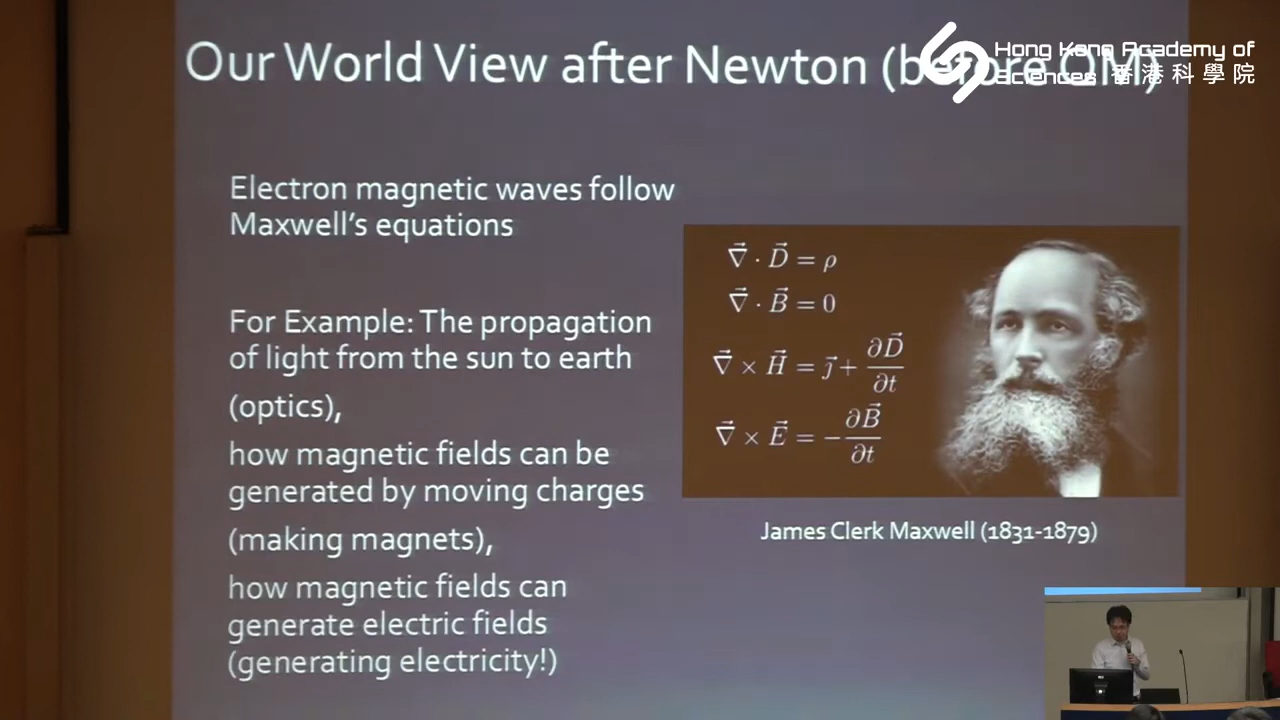 Our World View after Newton (before QM)
Hong Kong Academy of
Sciences 香港科學院
Electron magnetic waves follow
Maxwell's equations
For Example: The propagation
of light from the sun to earth
(optics),
how magnetic fields can be
generated by moving charges
(making magnets),
how magnetic fields can
generate electric fields
(generating electricity!)
∇⃗ · D⃗ = ρ
∇⃗ · B⃗ = 0
∇⃗ × H⃗ = ȷ⃗ + ∂D⃗/∂t
∇⃗ × E⃗ = −∂B⃗/∂t
James Clerk Maxwell (1831-1879)